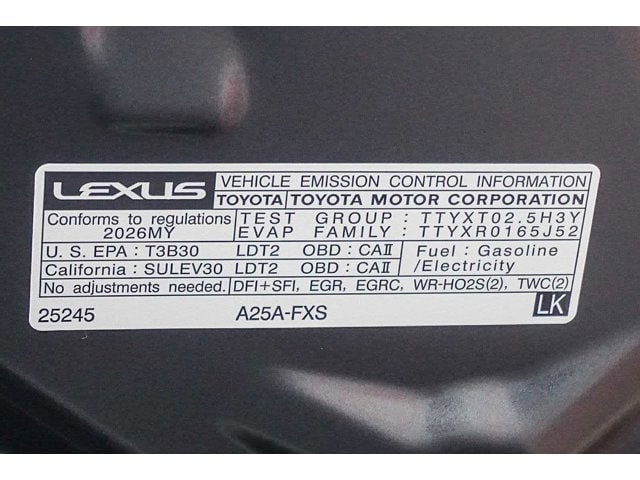 LEXUS VEHICLE EMISSION CONTROL INFORMATION
TOYOTA TOYOTA MOTOR CORPORATION
Conforms to regulations 2026MY
TEST GROUP : TTYXT02.5H3Y
EVAP FAMILY : TTYXR0165J52
U. S. EPA : T3B30 LDT2 OBD : CAⅡ
California : SULEV30 LDT2 OBD : CAⅡ
Fuel : Gasoline
/Electricity
No adjustments needed. DFI+SFI, EGR, EGRC, WR-HO2S(2), TWC(2)
25245 A25A-FXS LK